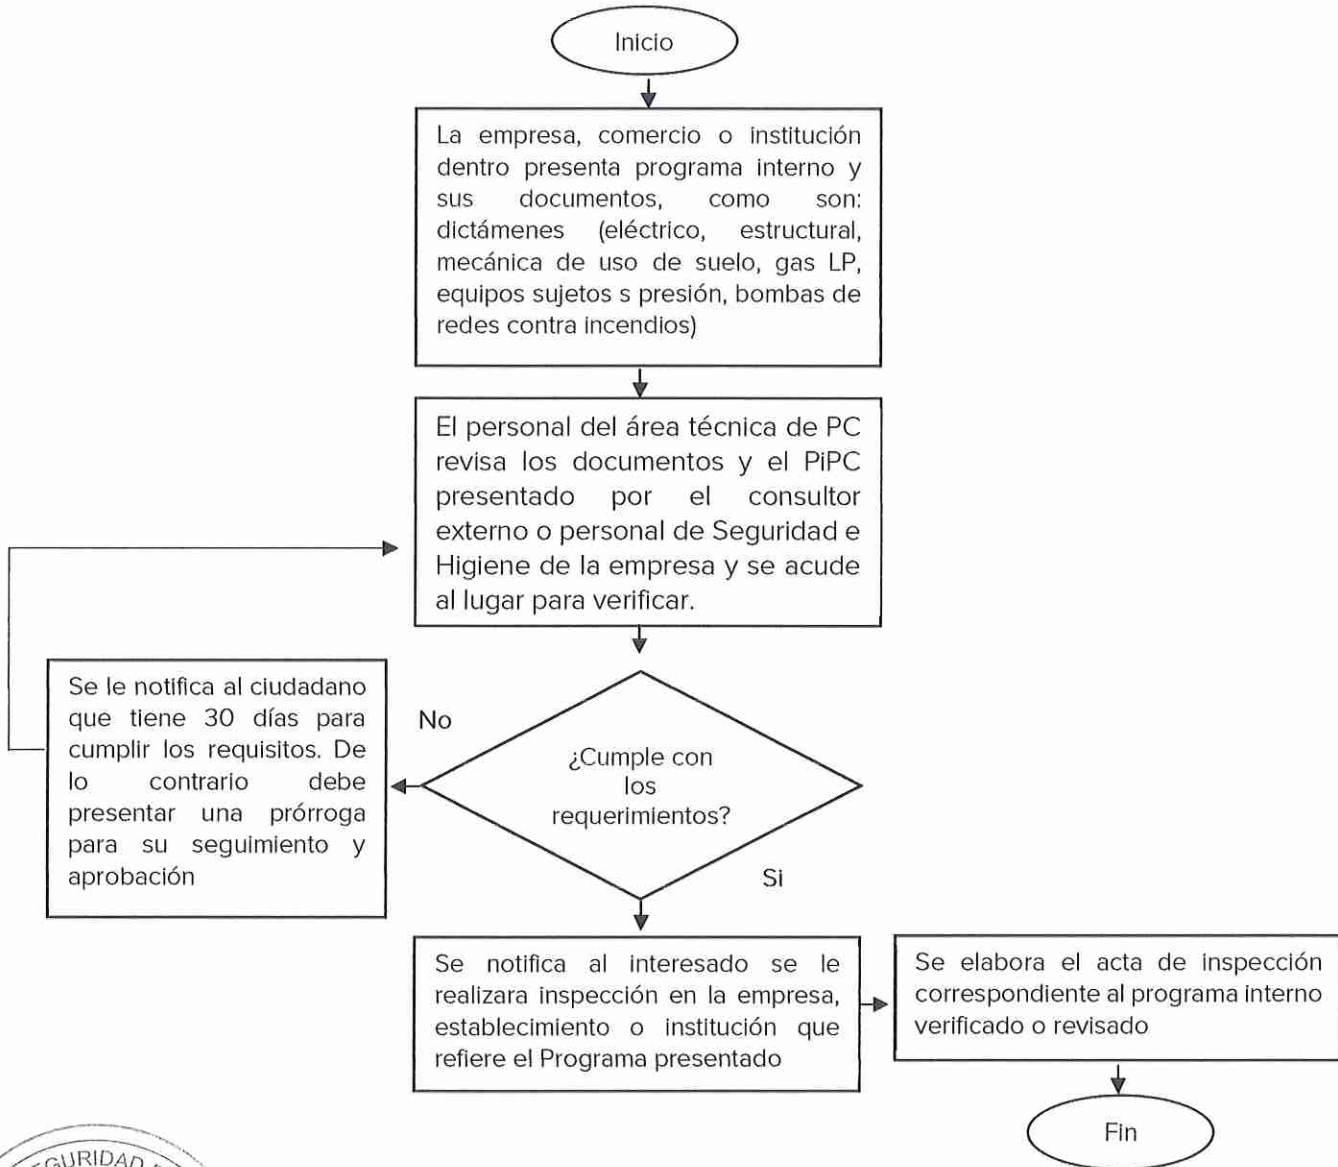 Inicio
La empresa, comercio o institución
dentro presenta programa interno y
sus documentos, como son:
dictámenes (eléctrico, estructural,
mecánica de uso de suelo, gas LP,
equipos sujetos s presión, bombas de
redes contra incendios)
El personal del área técnica de PC
revisa los documentos y el PiPC
presentado por el consultor
externo o personal de Seguridad e
Higiene de la empresa y se acude
al lugar para verificar.
Se le notifica al ciudadano
que tiene 30 días para
cumplir los requisitos. De
lo contrario debe
presentar una prórroga
para su seguimiento y
aprobación
No
¿Cumple con
los
requerimientos?
Si
Se notifica al interesado se le
realizara inspección en la empresa,
establecimiento o institución que
refiere el Programa presentado
Se elabora el acta de inspección
correspondiente al programa interno
verificado o revisado
Fin